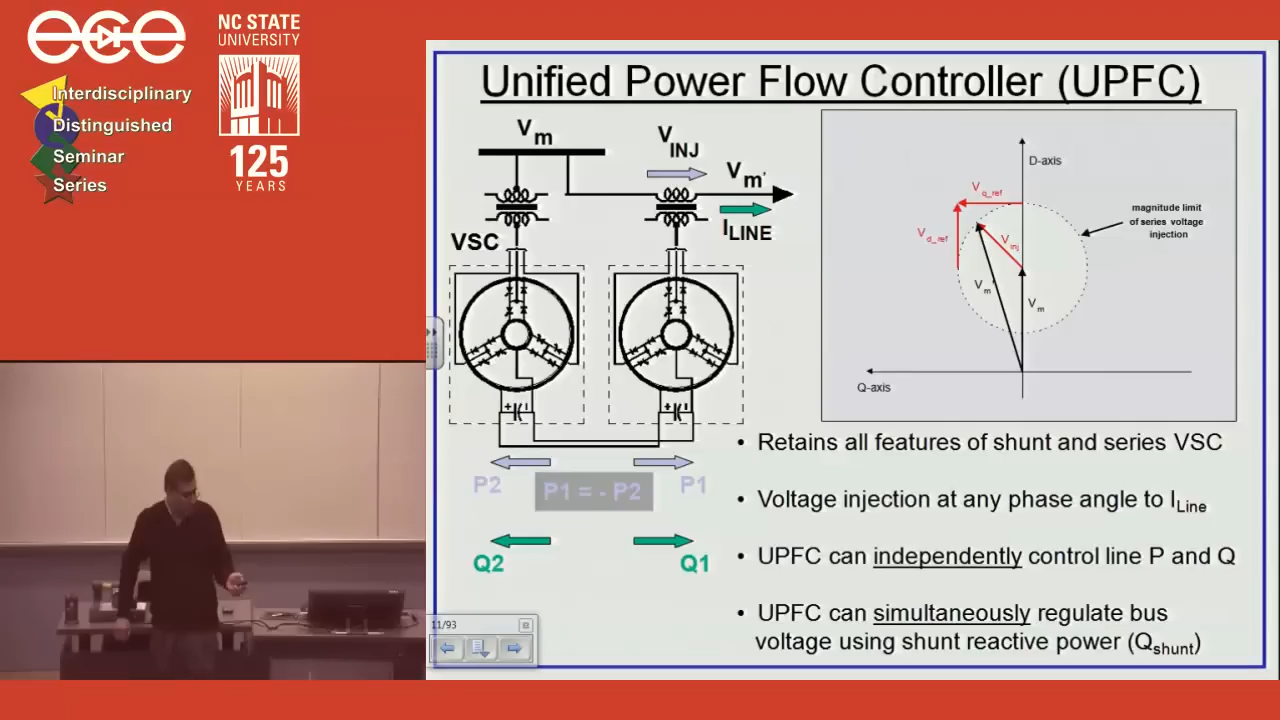 ece
NC STATE
UNIVERSITY
Interdisciplinary
Distinguished
Seminar
Series
125
YEARS
Unified Power Flow Controller (UPFC)
Vm
VINJ
Vm'
ILINE
VSC
D-axis
Vq_ref
magnitude limit
of series voltage
injection
Vd_ref
Vinj
Vm'
Vm
Q-axis
+
+
P2
P1 = - P2
P1
Q2
Q1
• Retains all features of shunt and series VSC
• Voltage injection at any phase angle to ILine
• UPFC can independently control line P and Q
• UPFC can simultaneously regulate bus
voltage using shunt reactive power (Qshunt)
11/93